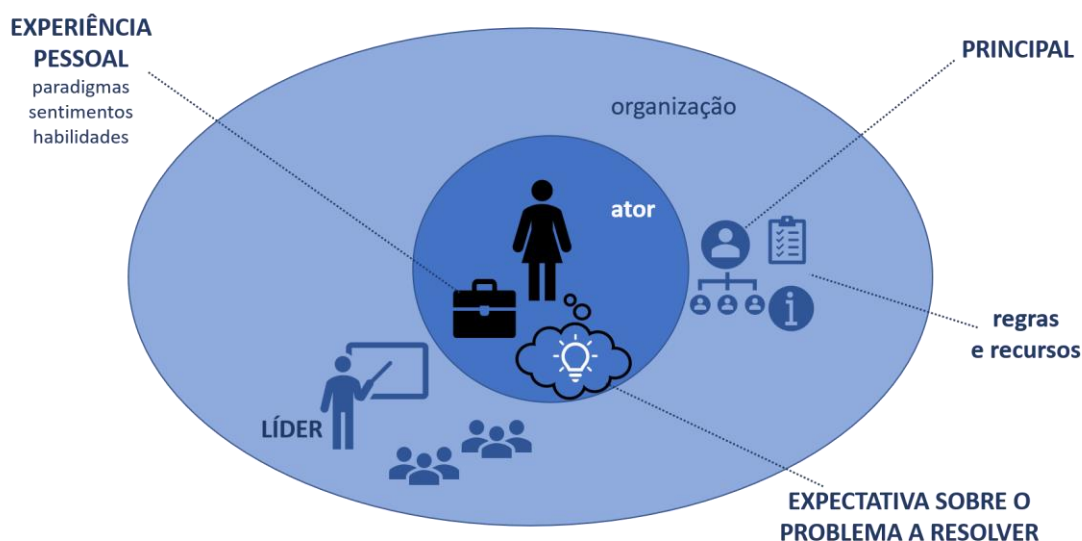 EXPERIÊNCIA
PESSOAL
paradigmas
sentimentos
habilidades
PRINCIPAL
organização
ator
regras
e recursos
LÍDER
EXPECTATIVA SOBRE O
PROBLEMA A RESOLVER